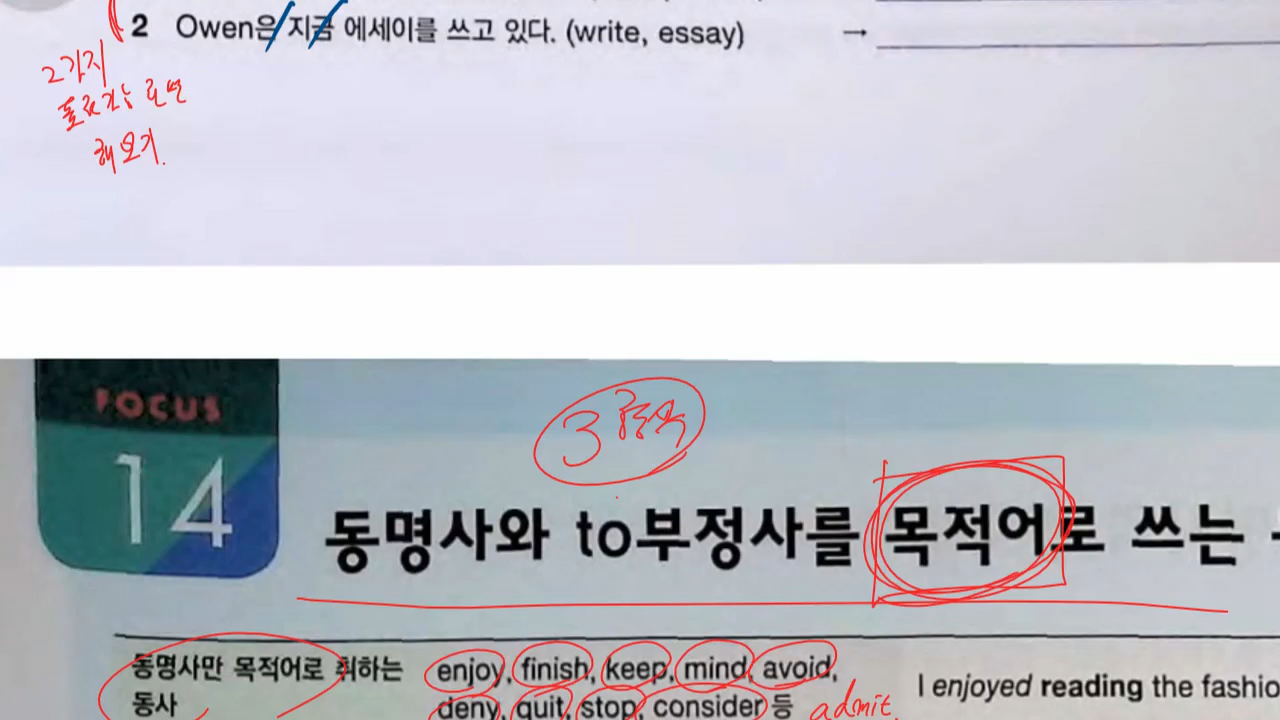 2 Owen은 지금 에세이를 쓰고 있다. (write, essay) →
2가지
해보기.
FOCUS
14
동명사와 to부정사를 목적어로 쓰는
동명사만 목적어로 취하는
동사
enjoy, finish, keep, mind, avoid,
deny, quit, stop, consider 등
admit.
I enjoyed reading the fashio